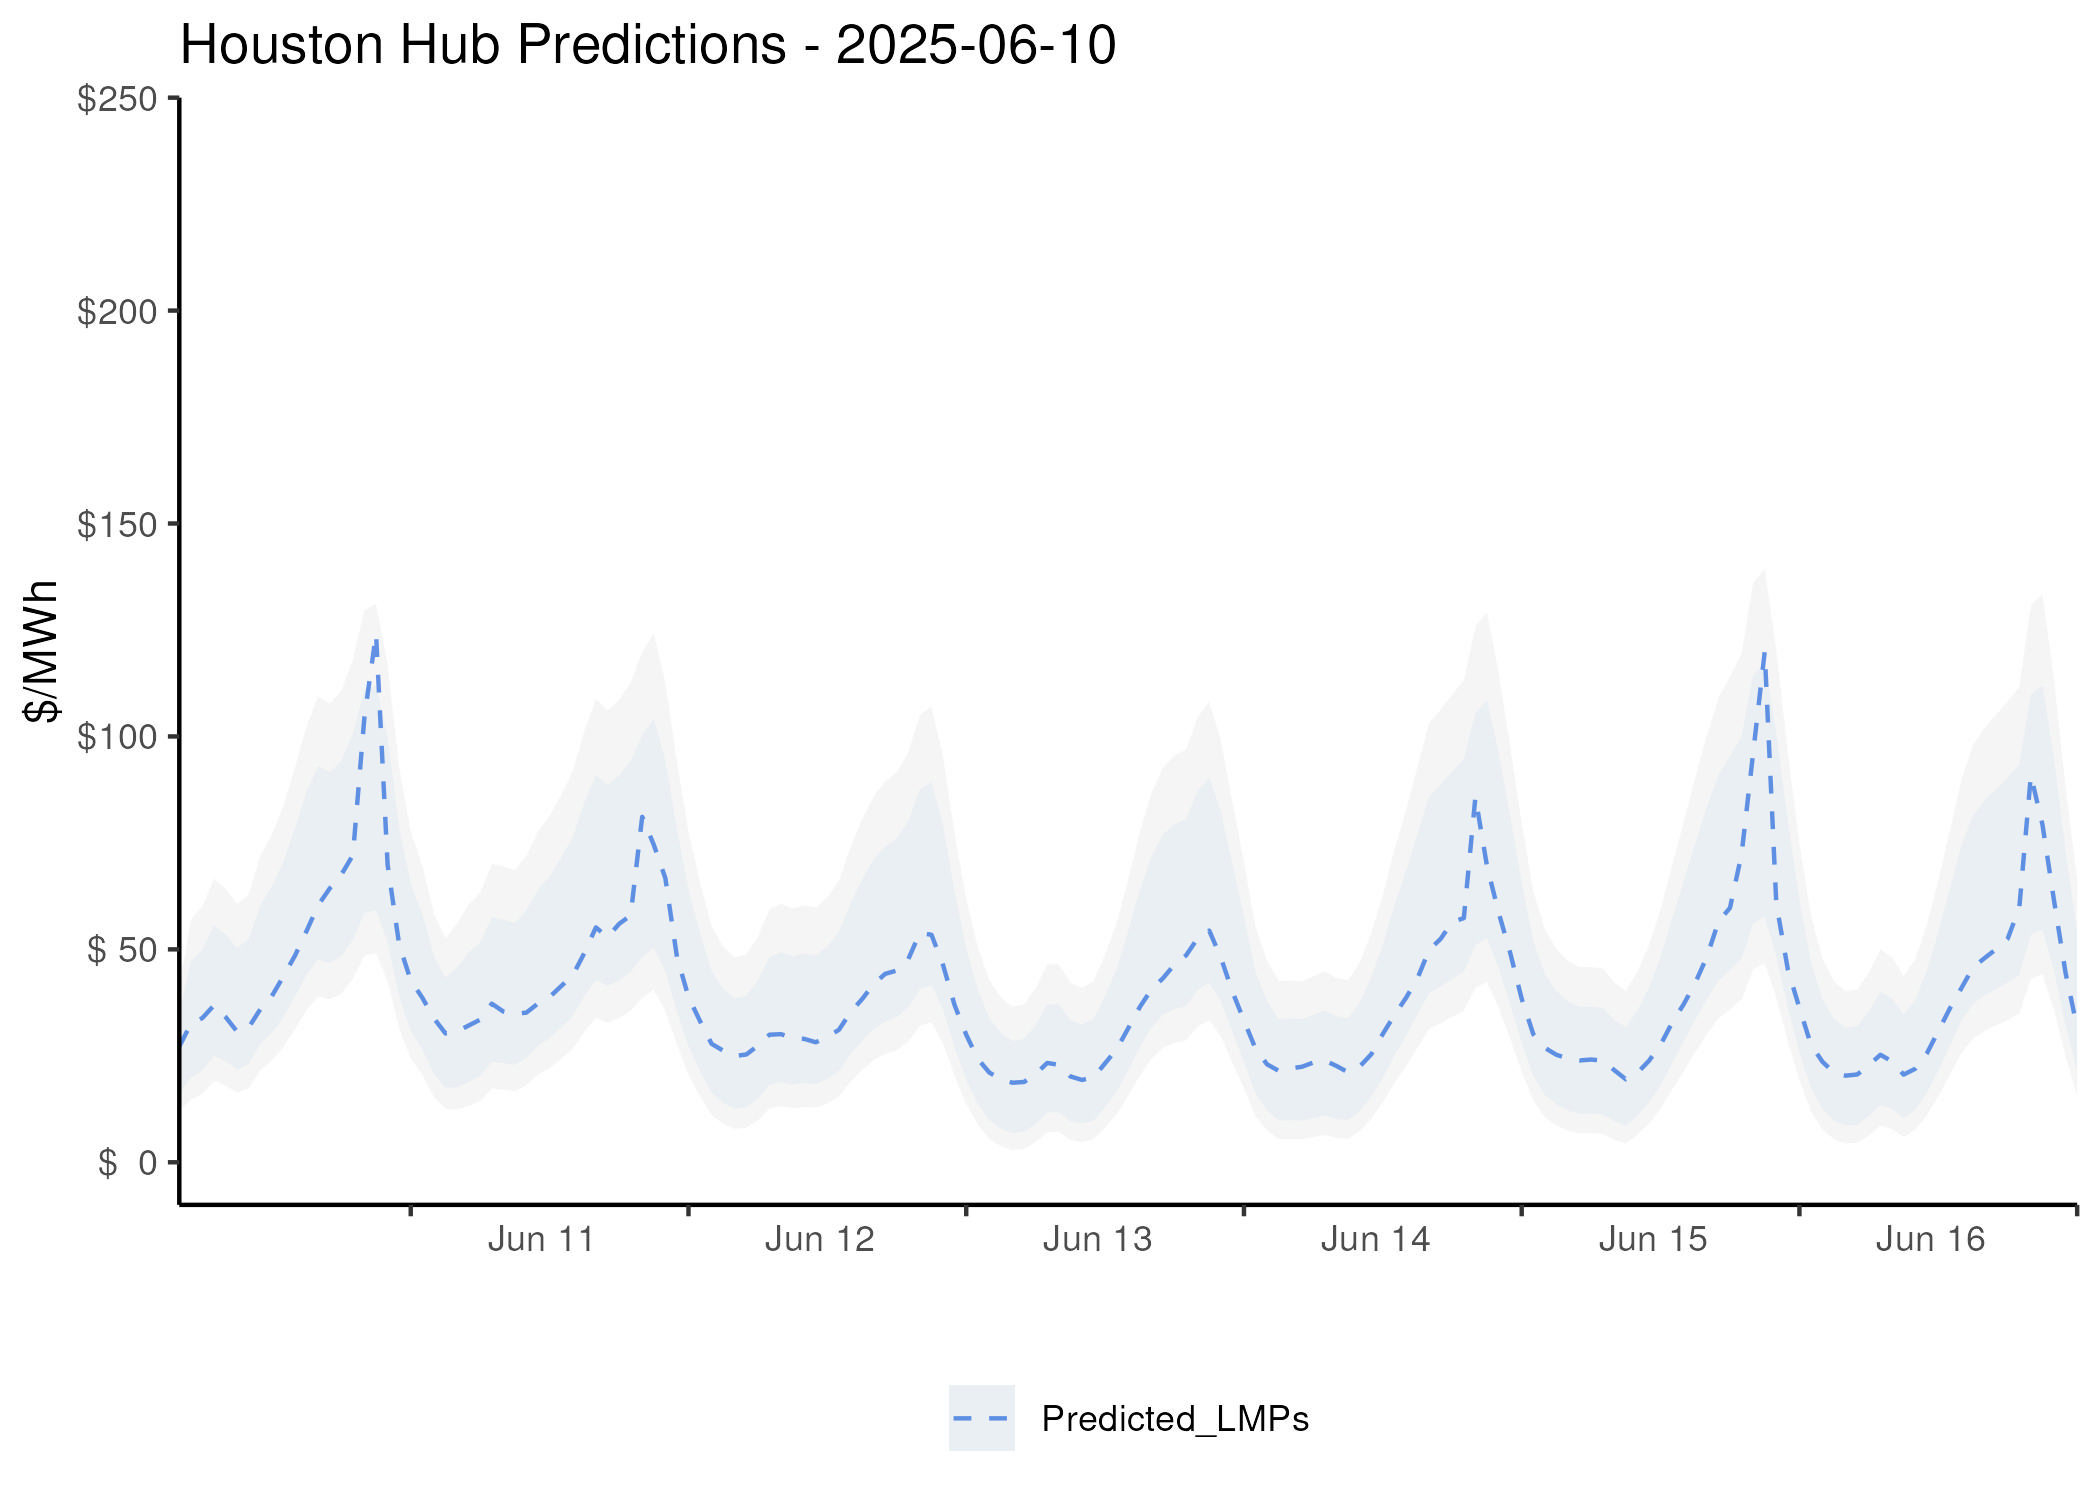 Houston Hub Predictions - 2025-06-10
$250
$200
$150
$100
$ 50
$  0
$/MWh
Jun 11
Jun 12
Jun 13
Jun 14
Jun 15
Jun 16
Predicted_LMPs